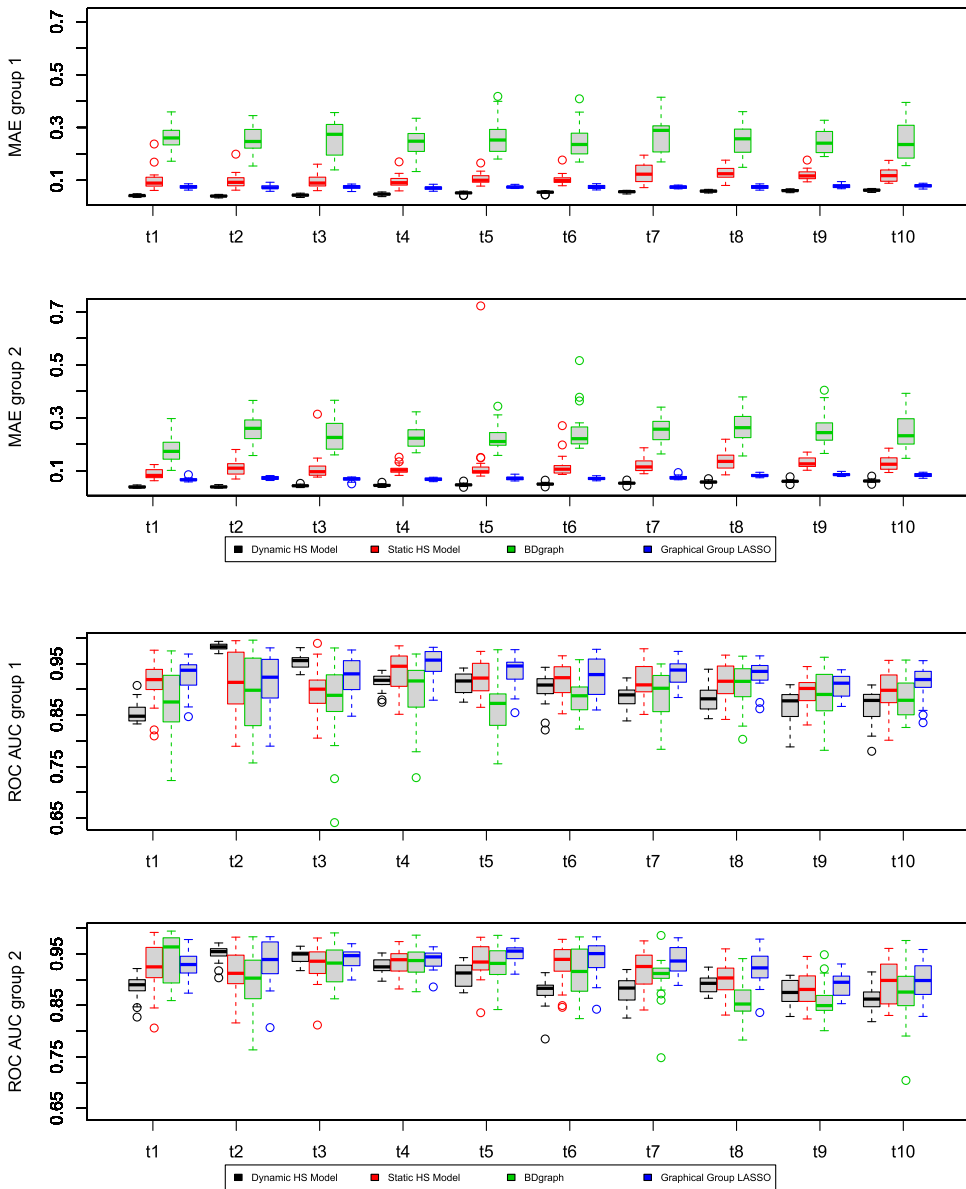 MAE group 1
0.7
0.5
0.3
0.1
t1 t2 t3 t4 t5 t6 t7 t8 t9 t10
MAE group 2
0.7
0.5
0.3
0.1
t1 t2 t3 t4 t5 t6 t7 t8 t9 t10
Dynamic HS Model Static HS Model BDgraph Graphical Group LASSO
ROC AUC group 1
0.95
0.85
0.75
0.65
t1 t2 t3 t4 t5 t6 t7 t8 t9 t10
ROC AUC group 2
0.95
0.85
0.75
0.65
t1 t2 t3 t4 t5 t6 t7 t8 t9 t10
Dynamic HS Model Static HS Model BDgraph Graphical Group LASSO